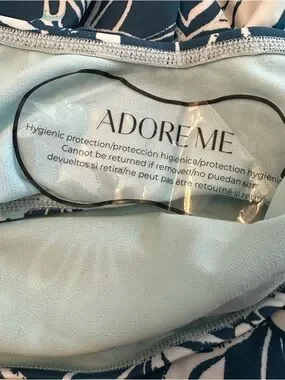 ADORE ME
Hygienic protection/protección higiénica/protection hygiéni
Cannot be returned if removed/no puedan ser
devueltos si retira/ne peut pas être retourné si